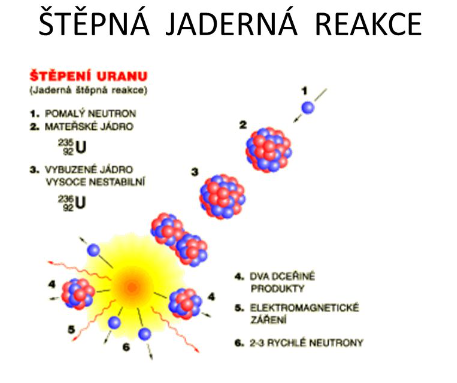 ŠTĚPNÁ JADERNÁ REAKCE
ŠTĚPENÍ URANU
(Jaderná štěpná reakce)
1. POMALÝ NEUTRON
2. MATEŘSKÉ JÁDRO
235
92 U
3. VYBUZENÉ JÁDRO
VYSOCE NESTABILNÍ
236
92 U
1
2
3
4
4
5
6
4. DVA DCEŘINÉ
PRODUKTY
5. ELEKTROMAGNETICKÉ
ZÁŘENÍ
6. 2-3 RYCHLÉ NEUTRONY